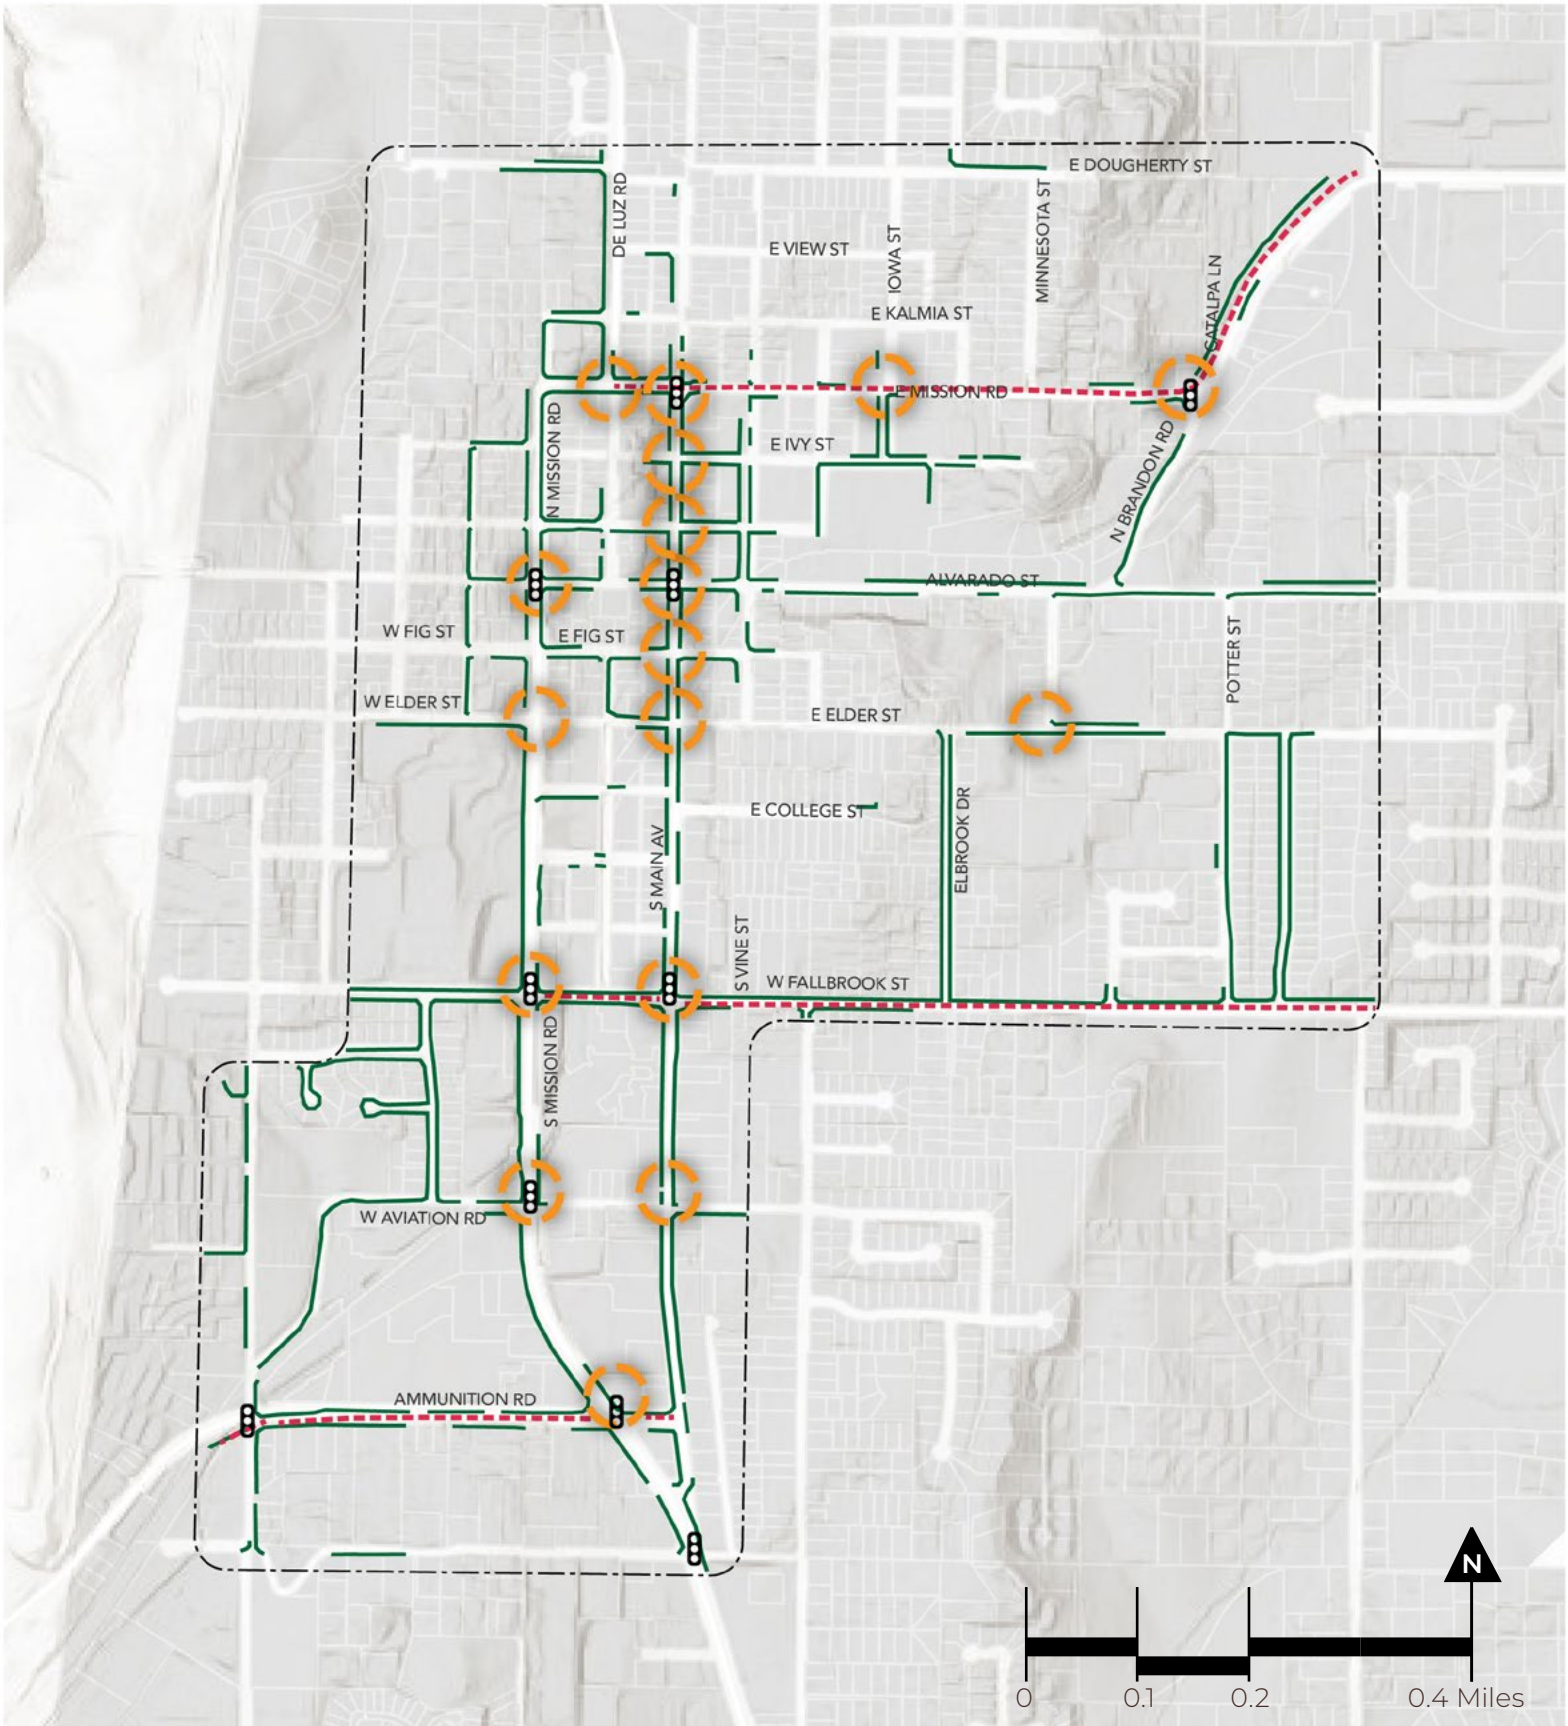 E DOUGHERTY ST
DE LUZ RD
MINNESOTA ST
IOWA ST
E VIEW ST
CATALPA LN
E KALMIA ST
E MISSION RD
N MISSION RD
E IVY ST
N BRANDON RD
ALVARADO ST
W FIG ST
E FIG ST
POTTER ST
W ELDER ST
E ELDER ST
E COLLEGE ST
ELBROOK DR
S MAIN AV
S VINE ST
W FALLBROOK ST
S MISSION RD
W AVIATION RD
AMMUNITION RD
N
0
0.1
0.2
0.4 Miles